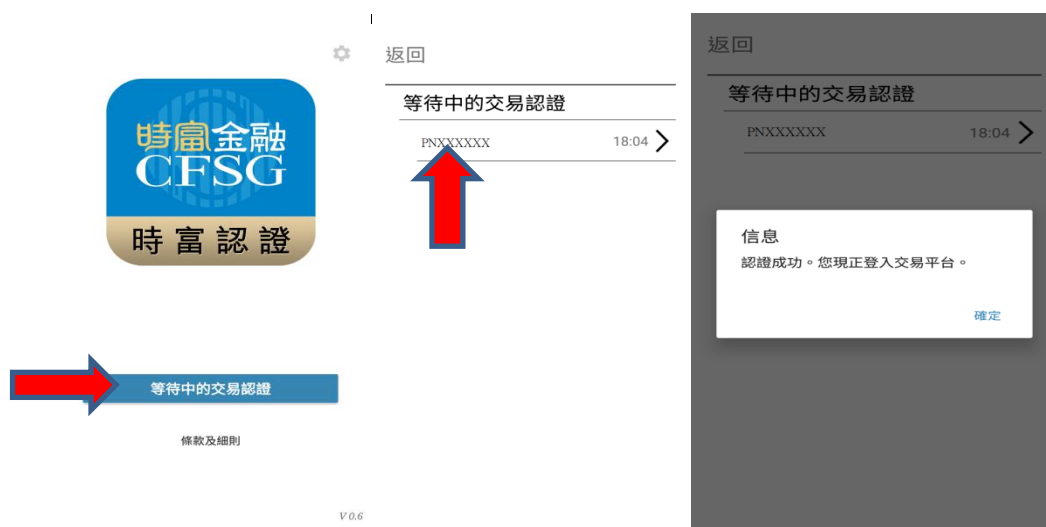 時富金融
CFSG
時富認證
等待中的交易認證
條款及細則
V 0.6
返回
等待中的交易認證
PNXXXXXX
18:04
返回
等待中的交易認證
PNXXXXXX
18:04
信息
認證成功。您現正登入交易平台。
確定